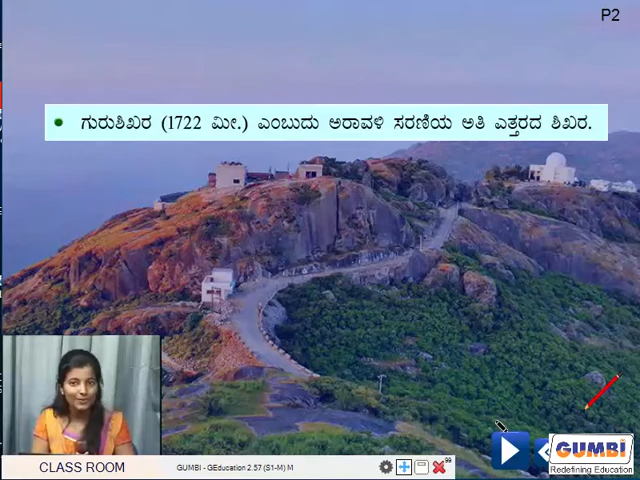 P2
ಗುರುಶಿಖರ (1722 ಮೀ.) ಎಂಬುದು ಅರಾವಳಿ ಸರಣಿಯ ಅತಿ ಎತ್ತರದ ಶಿಖರ.
CLASS ROOM
GUMBI - GEducation 2.57 (S1-M) M
99
GUMBi
Redefining Education